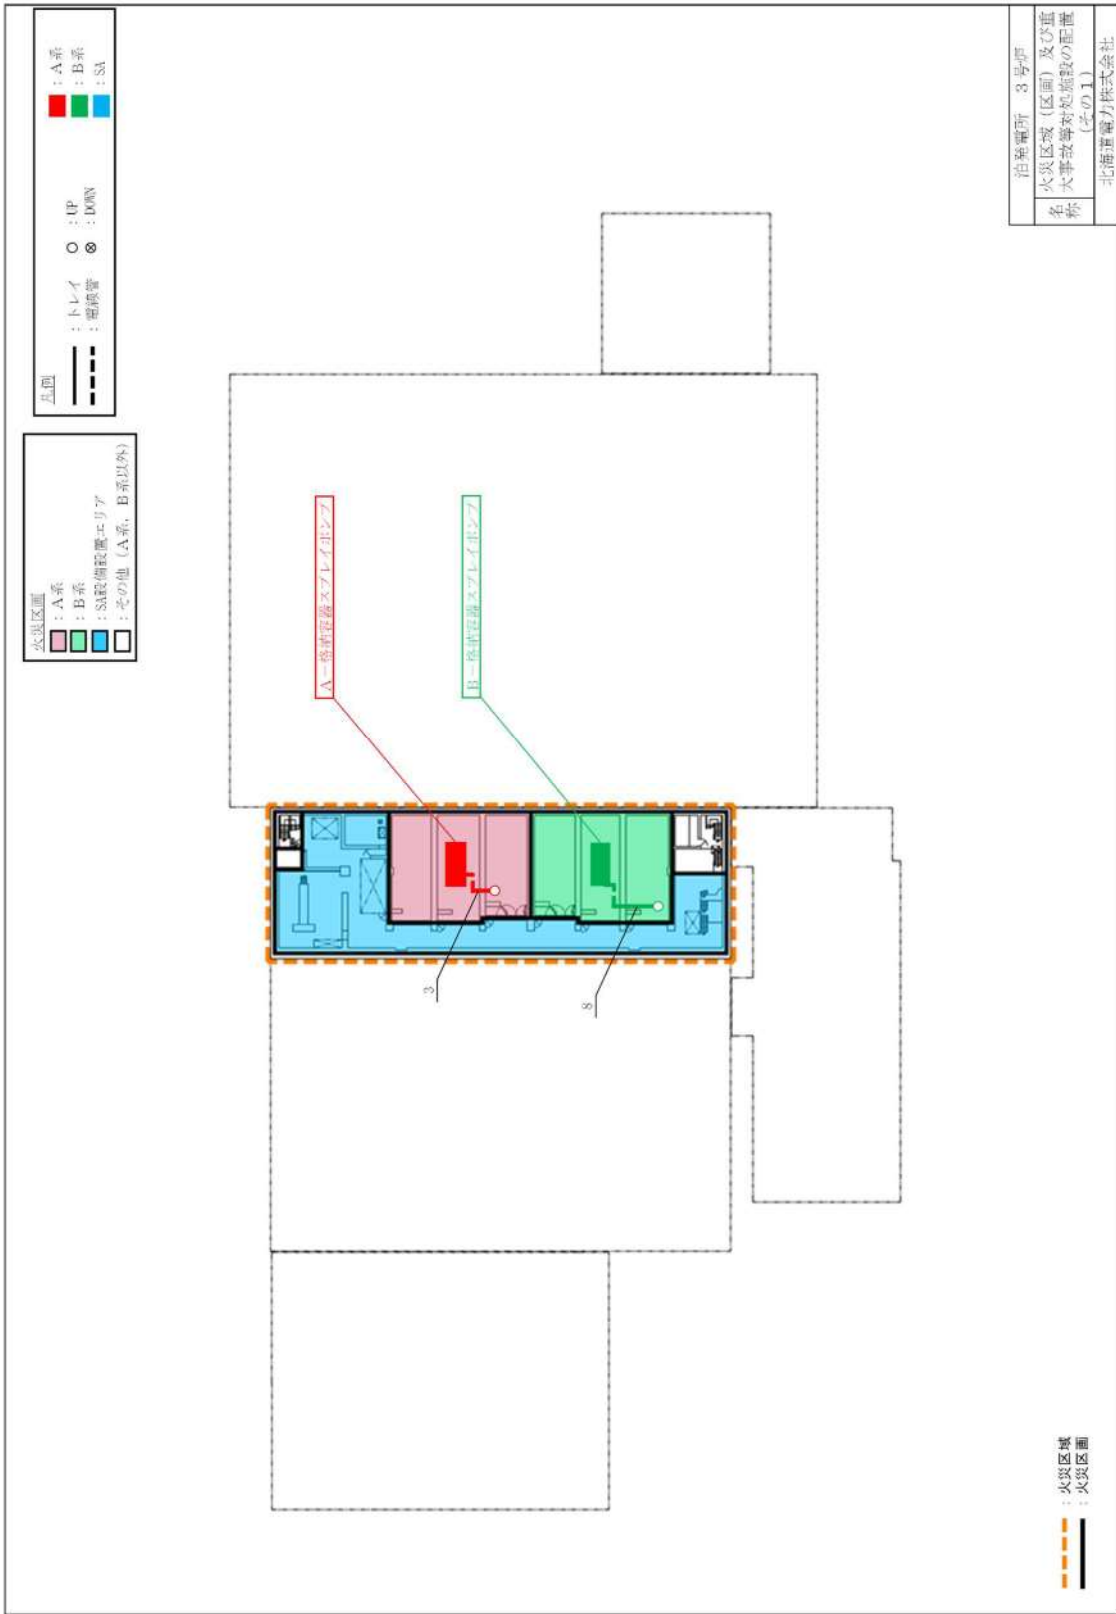 火災区画
：A系
：B系
：SA設備設置エリア
：その他（A系，B系以外）
凡例
：トレイ
：電線管
○：UP
⊗：DOWN
：A系
：B系
：SA
A－格納容器スプレイポンプ
B－格納容器スプレイポンプ
3
8
：火災区域
：火災区画
泊発電所 3号炉
名称
火災区域（区画）及び重
大事故等対処施設の配置
（その1）
北海道電力株式会社